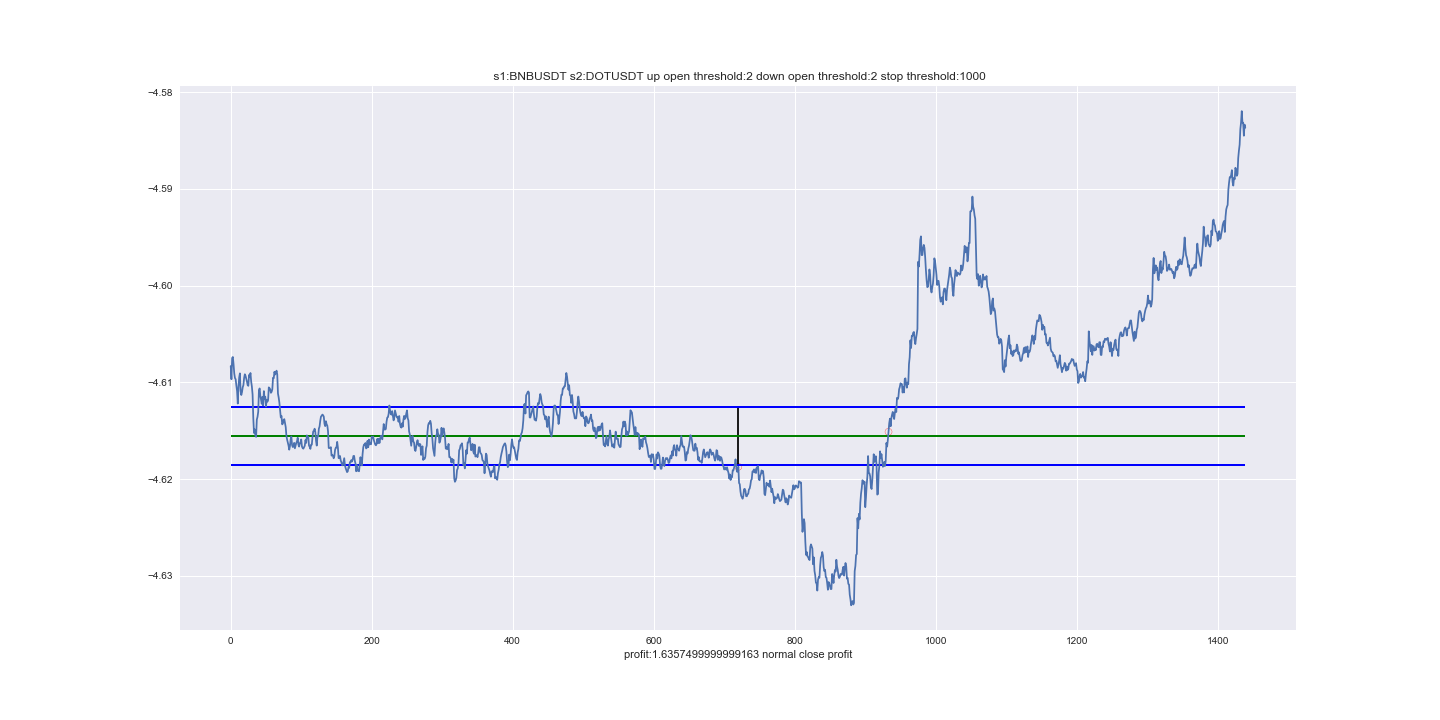 s1:BNBUSDT s2:DOTUSDT up open threshold:2 down open threshold:2 stop threshold:1000
−4.58
−4.59
−4.60
−4.61
−4.62
−4.63
0 200 400 600 800 1000 1200 1400
profit:1.6357499999999163 normal close profit